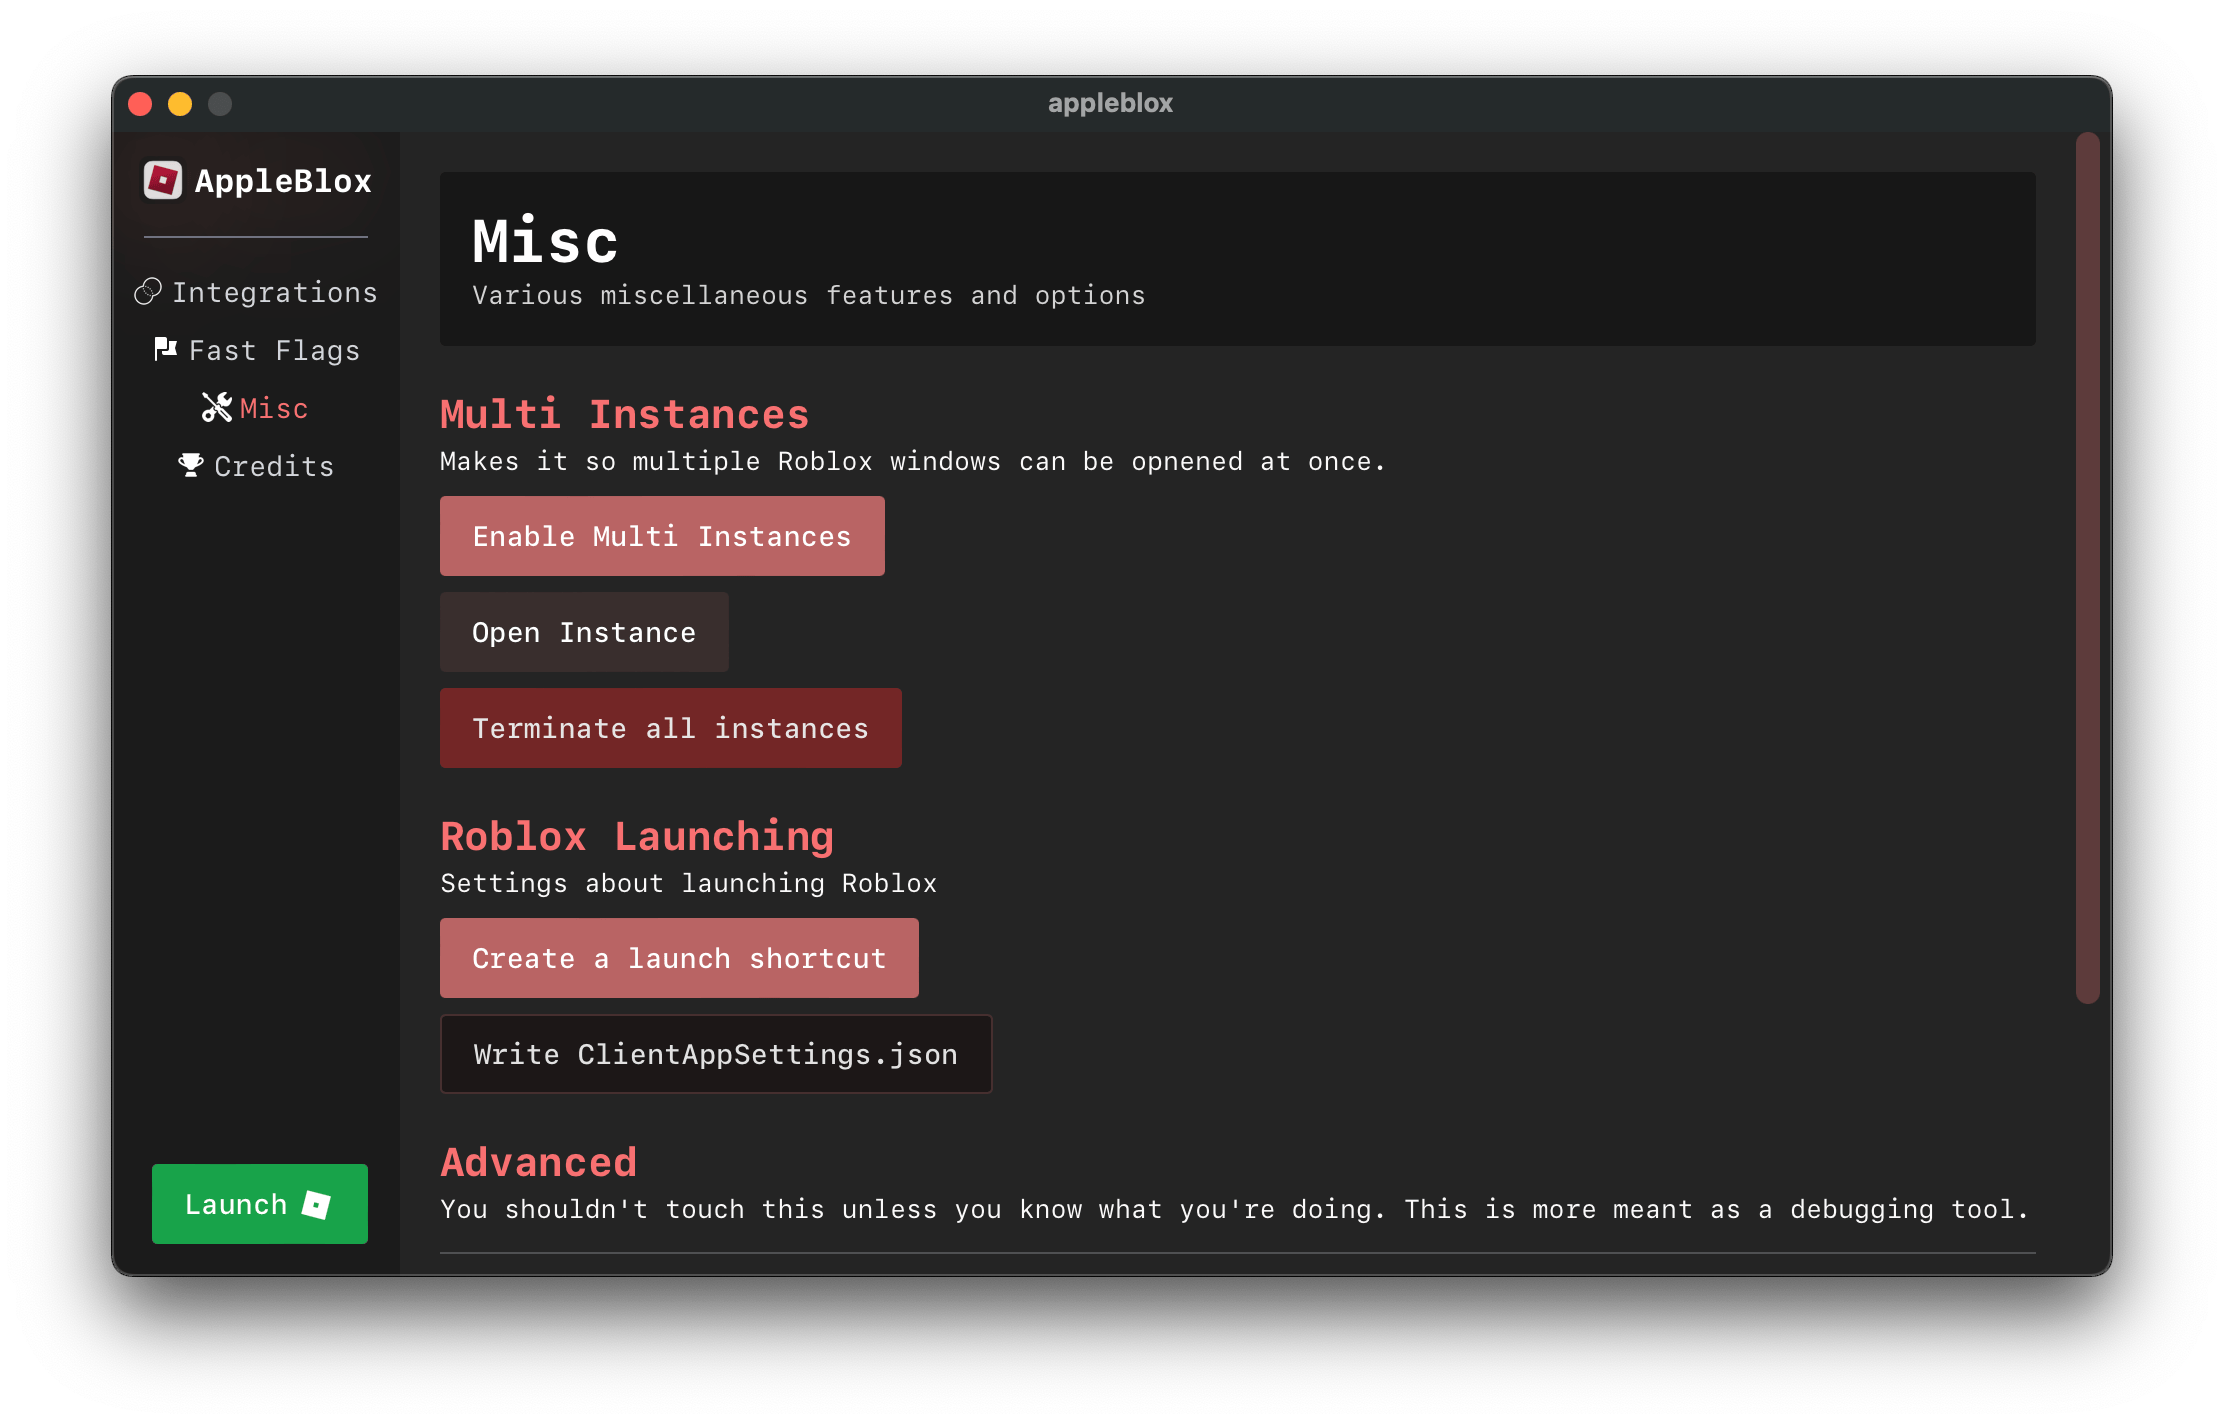 appleblox
AppleBlox
Integrations
Fast Flags
Misc
Credits
Launch
Misc
Various miscellaneous features and options
Multi Instances
Makes it so multiple Roblox windows can be opnened at once.
Enable Multi Instances
Open Instance
Terminate all instances
Roblox Launching
Settings about launching Roblox
Create a launch shortcut
Write ClientAppSettings.json
Advanced
You shouldn't touch this unless you know what you're doing. This is more meant as a debugging tool.